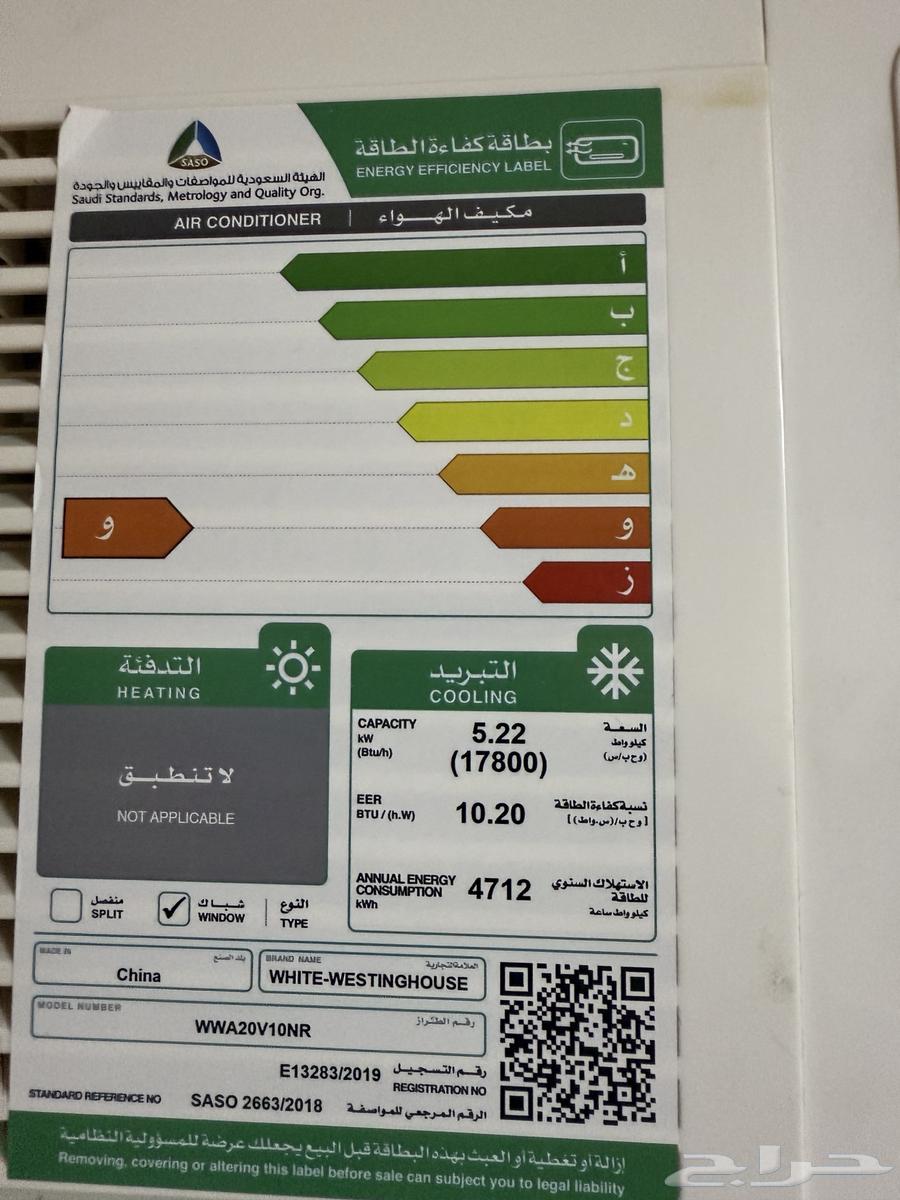 SASO
الهيئة السعودية للمواصفات والمقاييس والجودة
Saudi Standards, Metrology and Quality Org.
بطاقة كفاءة الطاقة
ENERGY EFFICIENCY LABEL
AIR CONDITIONER | مكيف الهواء
أ
ب
ج
د
هـ
و
و
ز
التدفئة
HEATING
لا تنطبق
NOT APPLICABLE
التبريد
COOLING
CAPACITY 5.22 السعة
kW كيلوواط
(Btu/h) (17800) (وح ب/س)
EER 10.20 نسبة كفاءة الطاقة
BTU / (h.W) [وح ب/(س.واط)]
ANNUAL ENERGY CONSUMPTION 4712 الاستهلاك السنوي للطاقة
kWh كيلوواط ساعة
منفصل
SPLIT
شباك
WINDOW
النوع
TYPE
MADE IN بلد الصنع
China
BRAND NAME العلامة التجارية
WHITE-WESTINGHOUSE
MODEL NUMBER رقم الطراز
WWA20V10NR
E13283/2019 رقم التسجيل
REGISTRATION NO
STANDARD REFERENCE NO SASO 2663/2018 الرقم المرجعي للمواصفة
إزالة أو تغطية أو العبث بهذه البطاقة قبل البيع يجعلك عرضة للمسؤولية النظامية
Removing, covering or altering this label before sale can subject you to legal liability
حراج